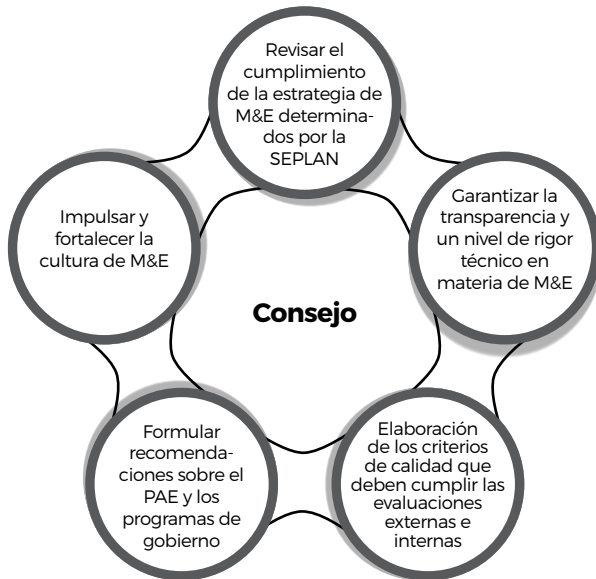 Revisar el
cumplimiento
de la estrategia de
M&E determina-
dos por la
SEPLAN
Impulsar y
fortalecer la
cultura de M&E
Garantizar la
transparencia y
un nivel de rigor
técnico en
materia de M&E
Consejo
Formular
recomenda-
ciones sobre el
PAE y los
programas de
gobierno
Elaboración
de los criterios
de calidad que
deben cumplir las
evaluaciones
externas e
internas